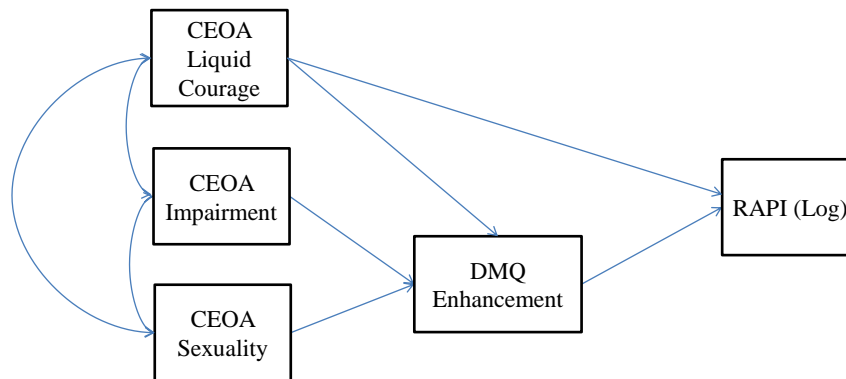 CEOA
Liquid
Courage
CEOA
Impairment
CEOA
Sexuality
DMQ
Enhancement
RAPI (Log)